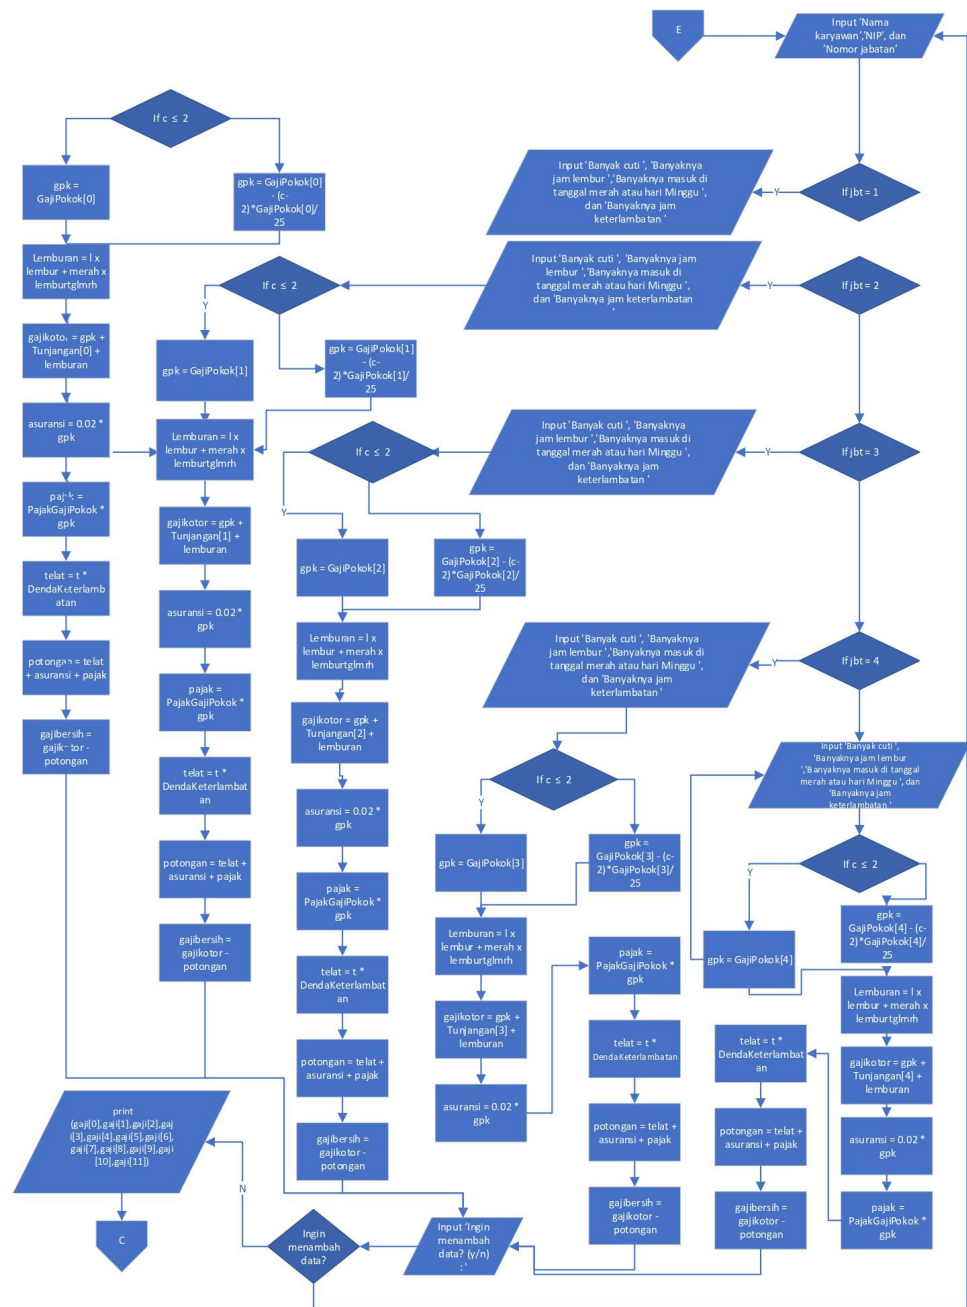 E
Input 'Nama
karyawan','NIP', dan
'Nomor jabatan'
If c ≤ 2
gpk =
GajiPokok[0]
gpk = GajiPokok[0]
- (c-
2)*GajiPokok[0]/
25
Input 'Banyak cuti ', 'Banyaknya
jam lembur ','Banyaknya masuk di
tanggal merah atau hari Minggu ',
dan 'Banyaknya jam
keterlambatan '
Y
If jbt = 1
Lemburan = l x
lembur + merah x
lemburtglmrh
If c ≤ 2
Input 'Banyak cuti ', 'Banyaknya jam
lembur ','Banyaknya masuk di
tanggal merah atau hari Minggu ',
dan 'Banyaknya jam keterlambatan
'
Y
If jbt = 2
Y
gajikotor = gpk +
Tunjangan[0] +
lemburan
gpk = GajiPokok[1]
gpk = GajiPokok[1]
- (c-
2)*GajiPokok[1]/
25
asuransi = 0.02 *
gpk
Lemburan = l x
lembur + merah x
lemburtglmrh
If c ≤ 2
Input 'Banyak cuti ', 'Banyaknya
jam lembur ','Banyaknya masuk di
tanggal merah atau hari Minggu ',
dan 'Banyaknya jam
keterlambatan '
Y
If jbt = 3
pajak =
PajakGajiPokok *
gpk
gajikotor = gpk +
Tunjangan[1] +
lemburan
Y
gpk = GajiPokok[2]
gpk =
GajiPokok[2] - (c-
2)*GajiPokok[2]/
25
telat = t *
DendaKeterlamb
atan
asuransi = 0.02 *
gpk
Lemburan = l x
lembur + merah x
lemburtglmrh
Input 'Banyak cuti ', 'Banyaknya
jam lembur ','Banyaknya masuk di
tanggal merah atau hari Minggu ',
dan 'Banyaknya jam
keterlambatan '
Y
If jbt = 4
potongan = telat
+ asuransi + pajak
pajak =
PajakGajiPokok *
gpk
gajikotor = gpk +
Tunjangan[2] +
lemburan
gajibersih =
gajikotor -
potongan
If c ≤ 2
Input 'Banyak cuti ',
'Banyaknya jam lembur
','Banyaknya masuk di tanggal
merah atau hari Minggu ', dan
'Banyaknya jam
keterlambatan '
telat = t *
DendaKeterlambat
an
asuransi = 0.02 *
gpk
Y
gpk = GajiPokok[3]
gpk =
GajiPokok[3] - (c-
2)*GajiPokok[3]/
25
If c ≤ 2
Y
potongan = telat +
asuransi + pajak
pajak =
PajakGajiPokok *
gpk
gpk =
GajiPokok[4] - (c-
2)*GajiPokok[4]/
25
gajibersih =
gajikotor -
potongan
Lemburan = l x
lembur + merah x
lemburtglmrh
pajak =
PajakGajiPokok *
gpk
gpk = GajiPokok[4]
telat = t *
DendaKeterlambat
an
gajikotor = gpk +
Tunjangan[3] +
lemburan
Lemburan = l x
lembur + merah x
lemburtglmrh
telat = t *
DendaKeterlambatan
telat = t *
DendaKeterlambat
an
gajikotor = gpk +
Tunjangan[4] +
lemburan
potongan = telat +
asuransi + pajak
asuransi = 0.02 *
gpk
potongan = telat +
asuransi + pajak
potongan = telat +
asuransi + pajak
asuransi = 0.02 *
gpk
print
(gaji[0],gaji[1],gaji[2],gaj
i[3],gaji[4],gaji[5],gaji[6],
gaji[7],gaji[8],gaji[9],gaji
[10],gaji[11])
gajibersih =
gajikotor -
potongan
gajibersih =
gajikotor -
potongan
gajibersih =
gajikotor -
potongan
pajak =
PajakGajiPokok *
gpk
N
C
Ingin
menambah
data?
Input 'Ingin
menambah
data? (y/n)
: '